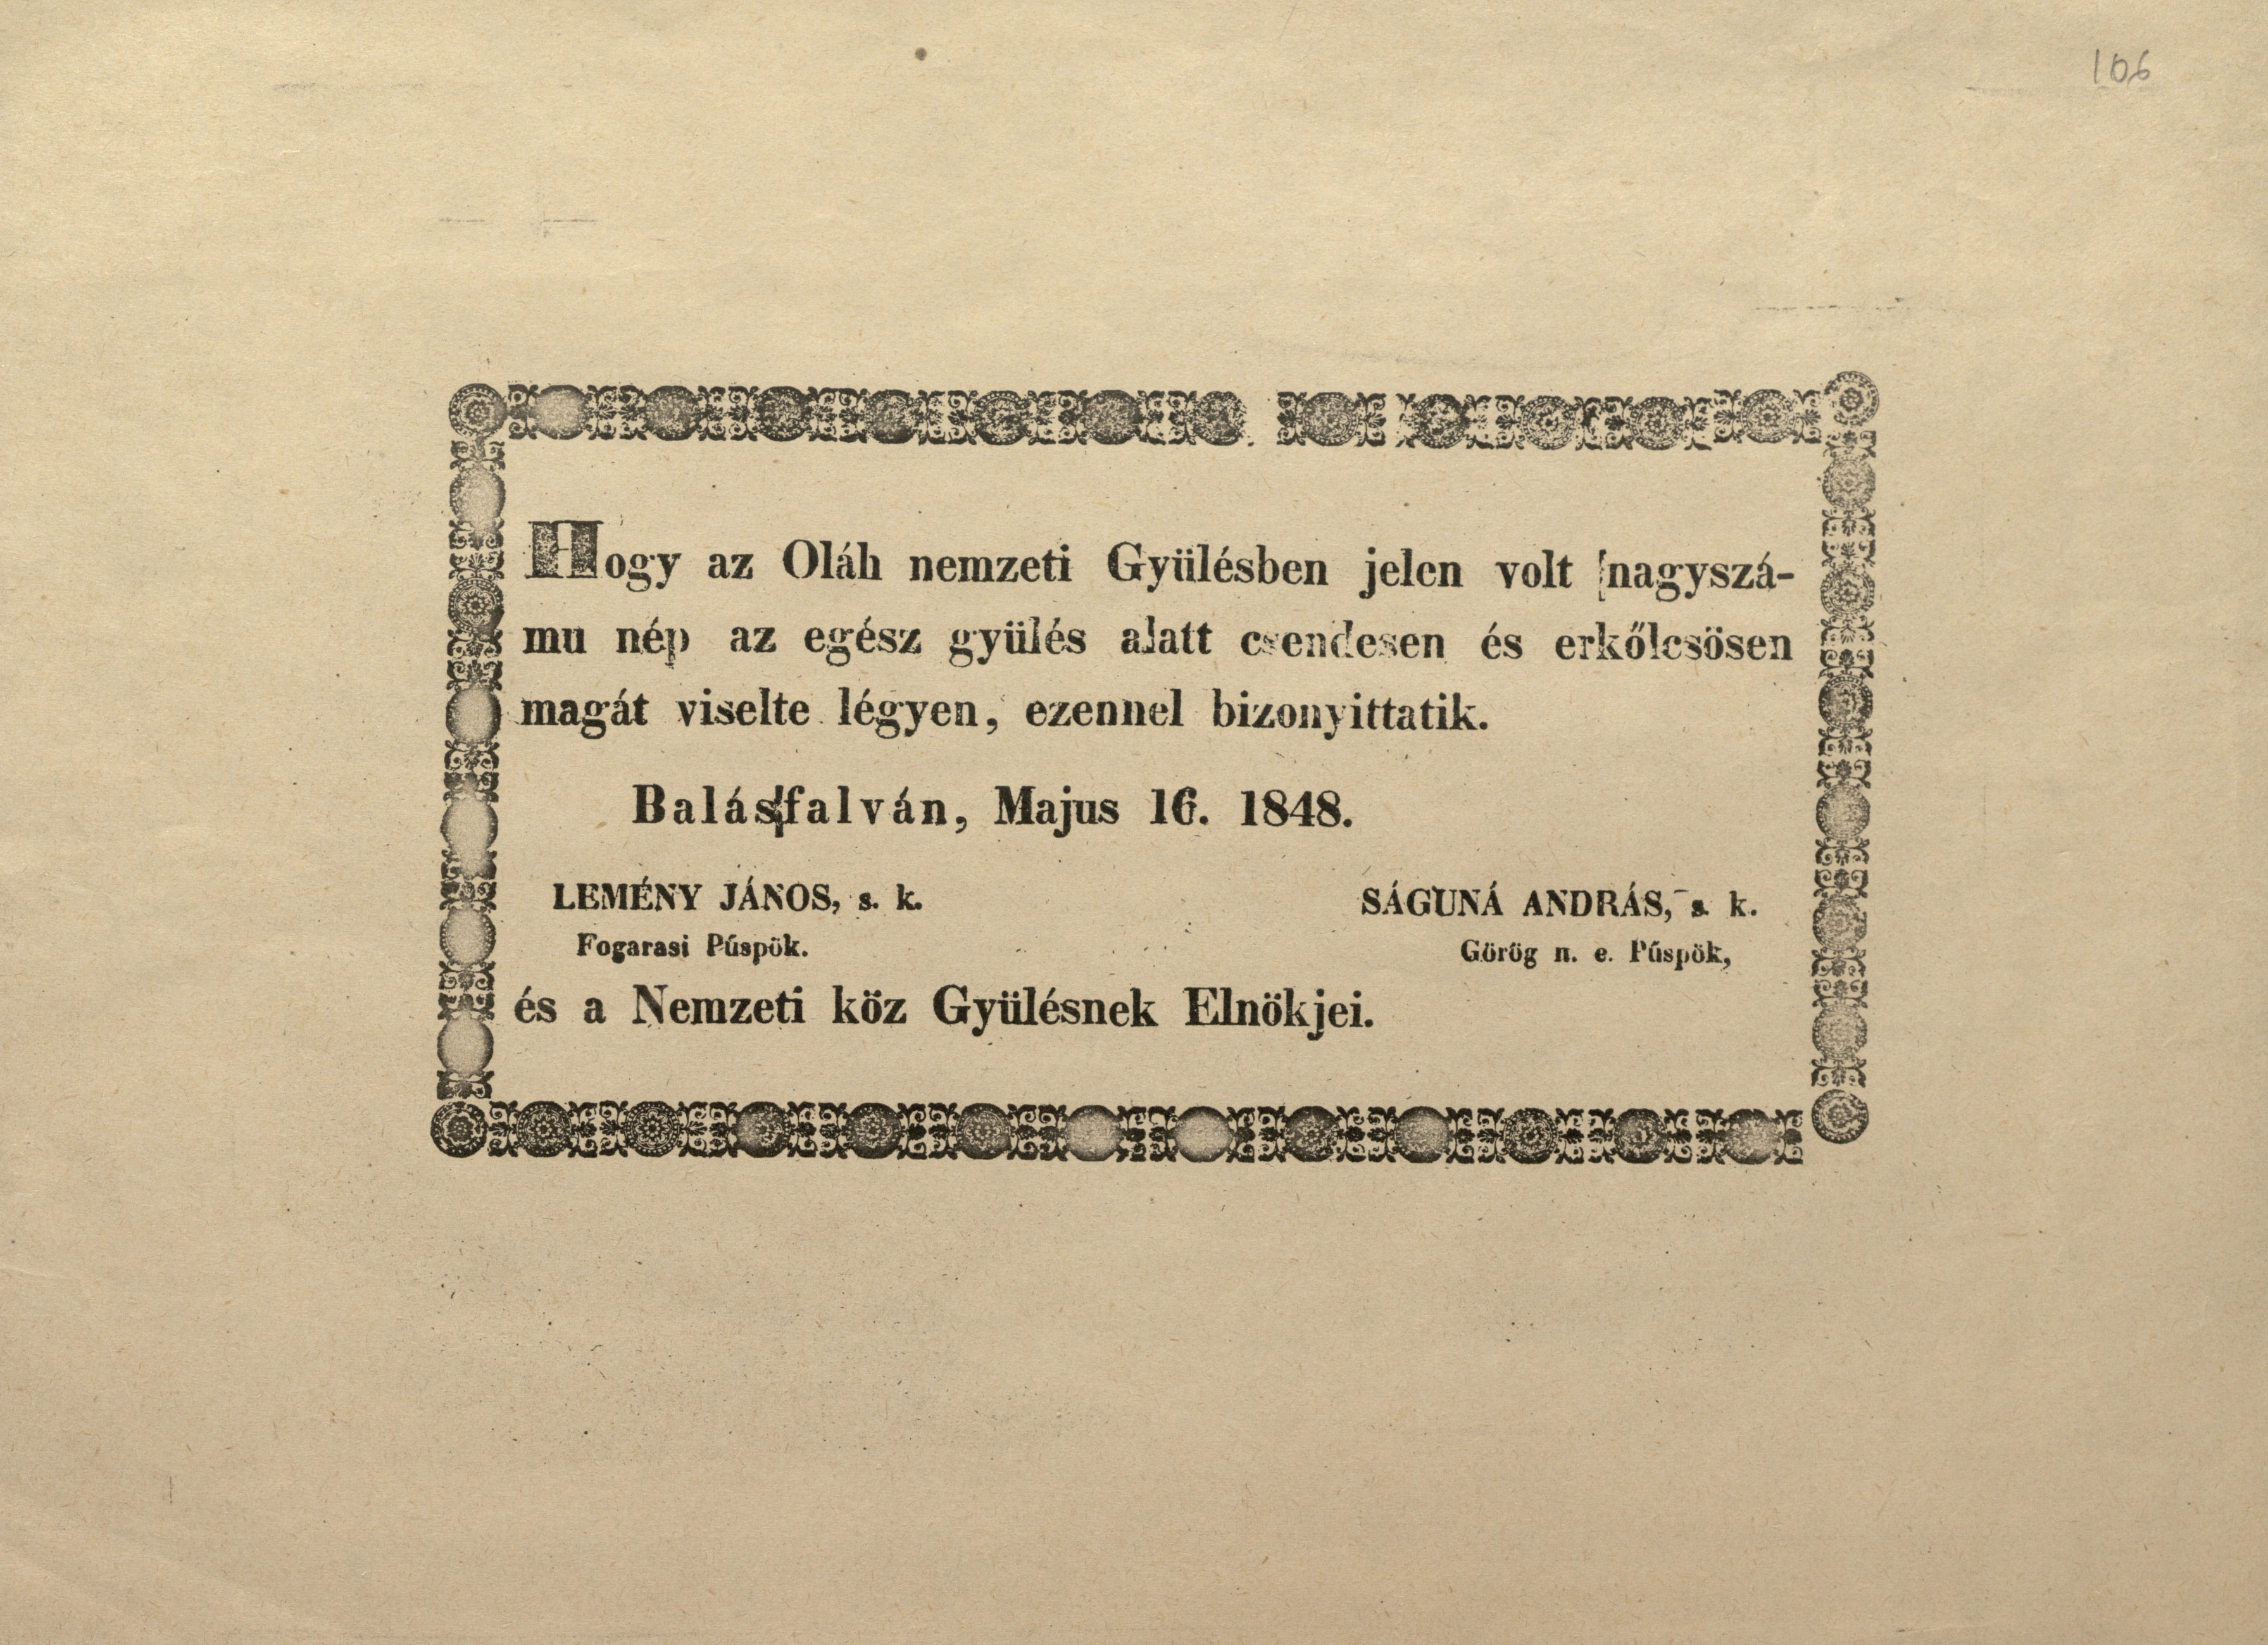 106
Hogy az Oláh nemzeti Gyülésben jelen volt nagyszá-
mu nép az egész gyülés alatt csendesen és erkőlcsösen
magát viselte légyen, ezennel bizonyittatik.
Balásfalván, Majus 16. 1848.
LEMÉNY JÁNOS, s. k. SÁGUNÁ ANDRÁS, s. k.
Fogarasi Púspök. Görög n. e. Púspök,
és a Nemzeti köz Gyülésnek Elnökjei.